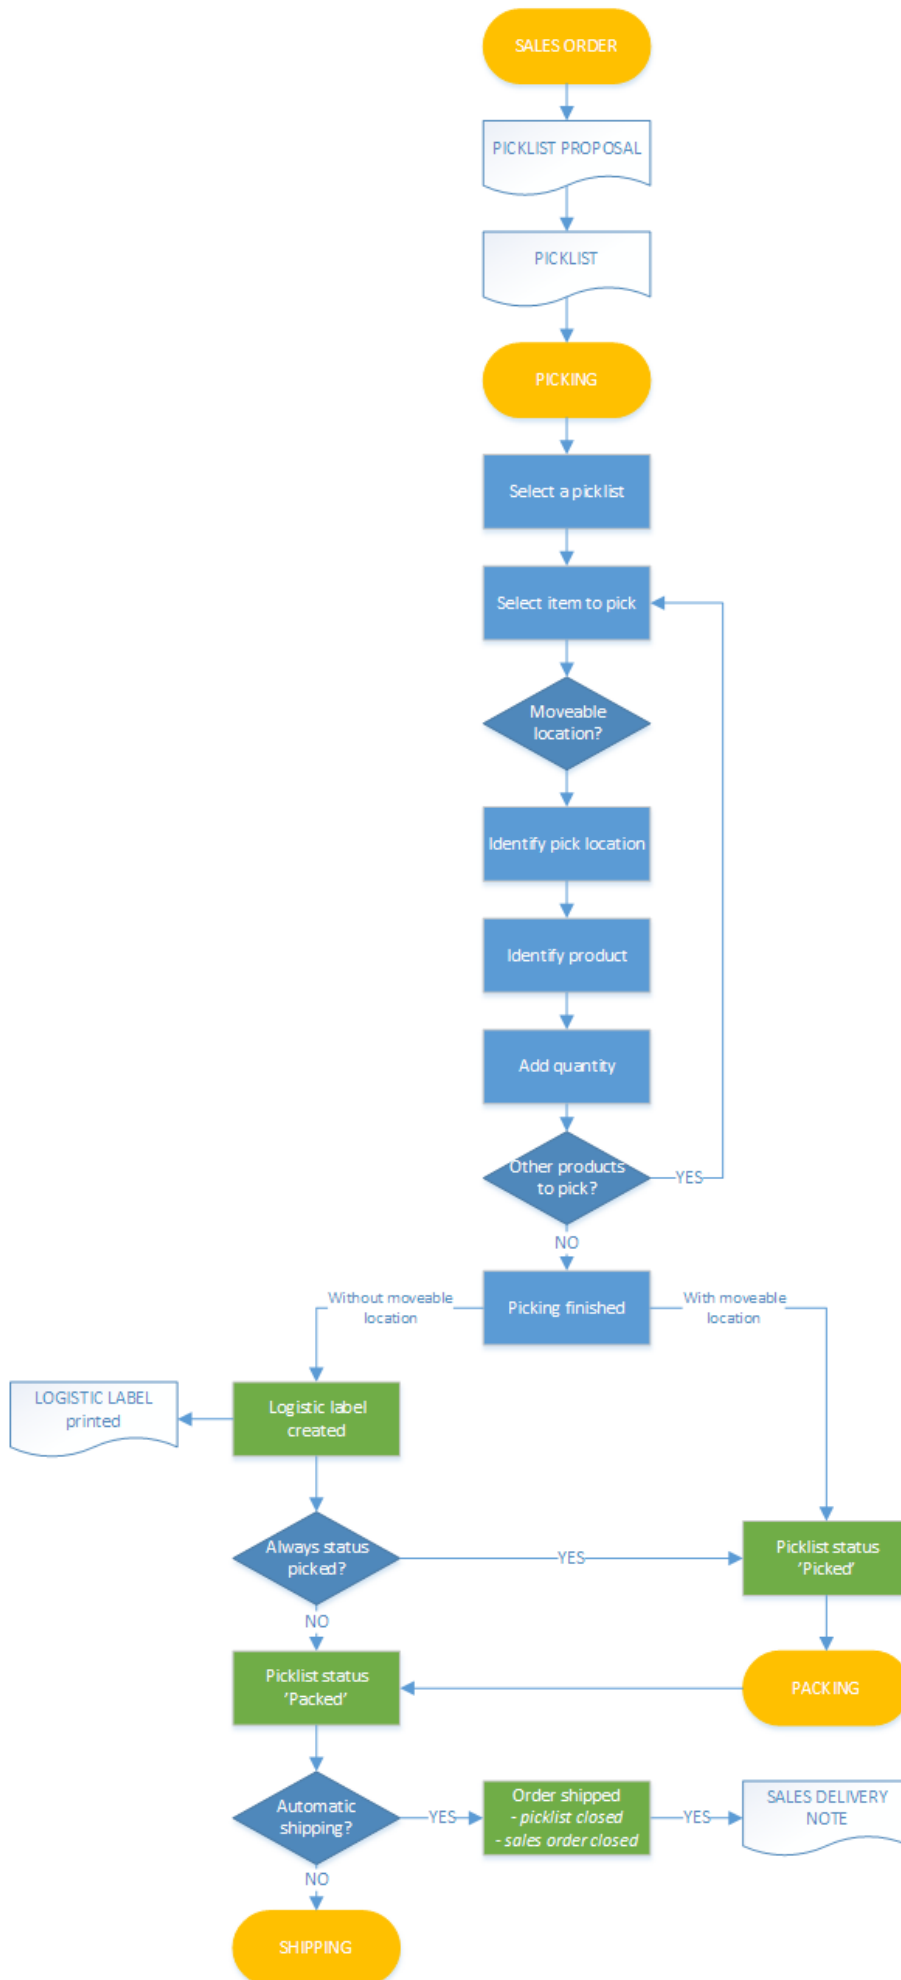 SALES ORDER
PICKLIST PROPOSAL
PICKLIST
PICKING
Select a picklist
Select item to pick
Moveable
location?
Identify pick location
Identify product
Add quantity
Other products
to pick?
YES
NO
Without moveable
location
Picking finished
With moveable
location
LOGISTIC LABEL
printed
Logistic label
created
Always status
picked?
YES
Picklist status
'Picked'
NO
Picklist status
'Packed'
PACKING
Automatic
shipping?
YES
Order shipped
- picklist closed
- sales order closed
YES
SALES DELIVERY
NOTE
NO
SHIPPING